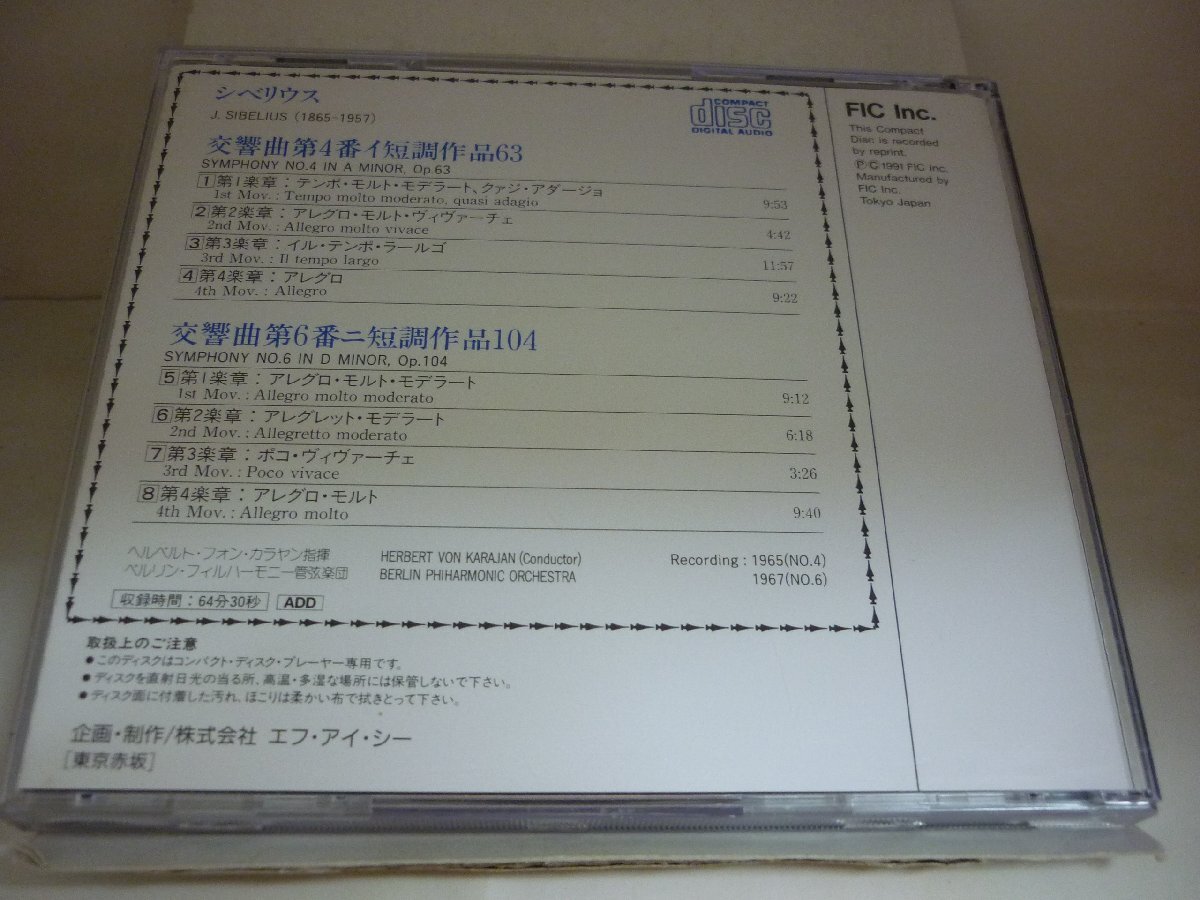 シベリウス
J. SIBELIUS (1865-1957)
COMPACT
disc
DIGITAL AUDIO
交響曲第4番イ短調作品63
SYMPHONY NO.4 IN A MINOR, Op.63
1 第1楽章：テンポ・モルト・モデラート、クァジ・アダージョ
1st Mov.: Tempo molto moderato, quasi adagio 9:53
2 第2楽章：アレグロ・モルト・ヴィヴァーチェ
2nd Mov.: Allegro molto vivace 4:42
3 第3楽章：イル・テンポ・ラールゴ
3rd Mov.: Il tempo largo 11:57
4 第4楽章：アレグロ
4th Mov.: Allegro 9:22
交響曲第6番ニ短調作品104
SYMPHONY NO.6 IN D MINOR, Op.104
5 第1楽章：アレグロ・モルト・モデラート
1st Mov.: Allegro molto moderato 9:12
6 第2楽章：アレグレット・モデラート
2nd Mov.: Allegretto moderato 6:18
7 第3楽章：ポコ・ヴィヴァーチェ
3rd Mov.: Poco vivace 3:26
8 第4楽章：アレグロ・モルト
4th Mov.: Allegro molto 9:40
ヘルベルト・フォン・カラヤン指揮 HERBERT VON KARAJAN (Conductor) Recording: 1965(NO.4)
ベルリン・フィルハーモニー管弦楽団 BERLIN PHIHARMONIC ORCHESTRA 1967(NO.6)
収録時間：64分30秒 ADD
取扱上のご注意
●このディスクはコンパクト・ディスク・プレーヤー専用です。
●ディスクを直射日光の当る所、高温・多湿な場所には保管しないで下さい。
●ディスク面に付着した汚れ、ほこりは柔かい布で拭きとって下さい。
企画・制作/株式会社 エフ・アイ・シー
[東京赤坂]
FIC Inc.
This Compact
Disc is recorded
by reprint.
Ⓟ/Ⓒ 1991 FIC Inc.
Manufactured by
FIC Inc.
Tokyo Japan